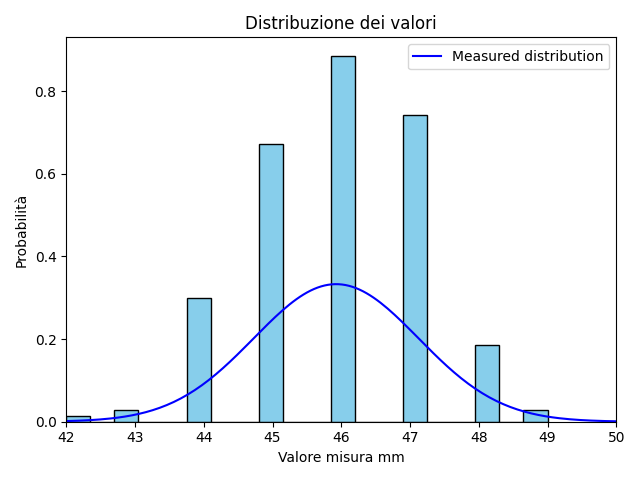 Distribuzione dei valori
Measured distribution
Probabilità
0.8
0.6
0.4
0.2
0.0
42 43 44 45 46 47 48 49 50
Valore misura mm